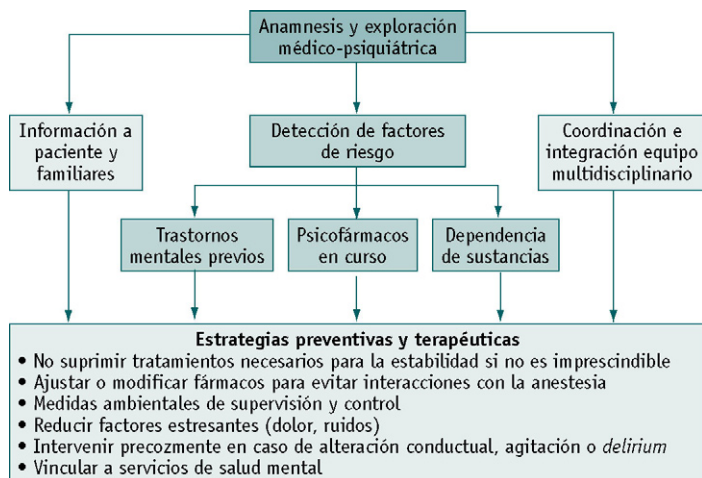 Anamnesis y exploración
médico-psiquiátrica
Información a
paciente y
familiares
Detección de factores
de riesgo
Coordinación e
integración equipo
multidisciplinario
Trastornos
mentales previos
Psicofármacos
en curso
Dependencia
de sustancias
Estrategias preventivas y terapéuticas
• No suprimir tratamientos necesarios para la estabilidad si no es imprescindible
• Ajustar o modificar fármacos para evitar interacciones con la anestesia
• Medidas ambientales de supervisión y control
• Reducir factores estresantes (dolor, ruidos)
• Intervenir precozmente en caso de alteración conductual, agitación o delirium
• Vincular a servicios de salud mental